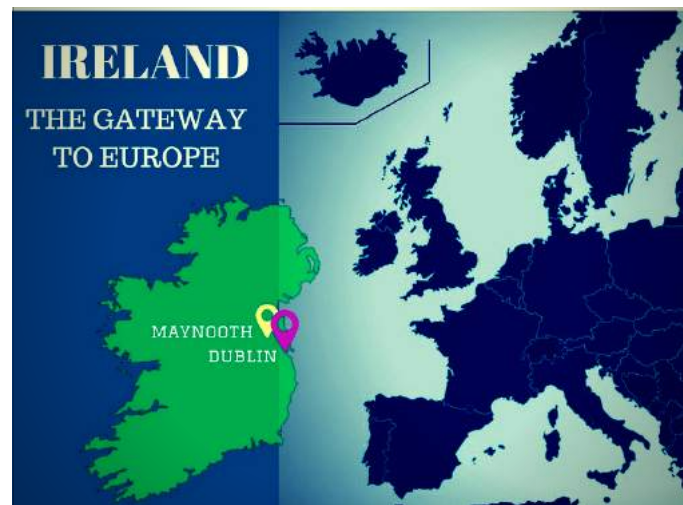 IRELAND
THE GATEWAY
TO EUROPE
MAYNOOTH
DUBLIN